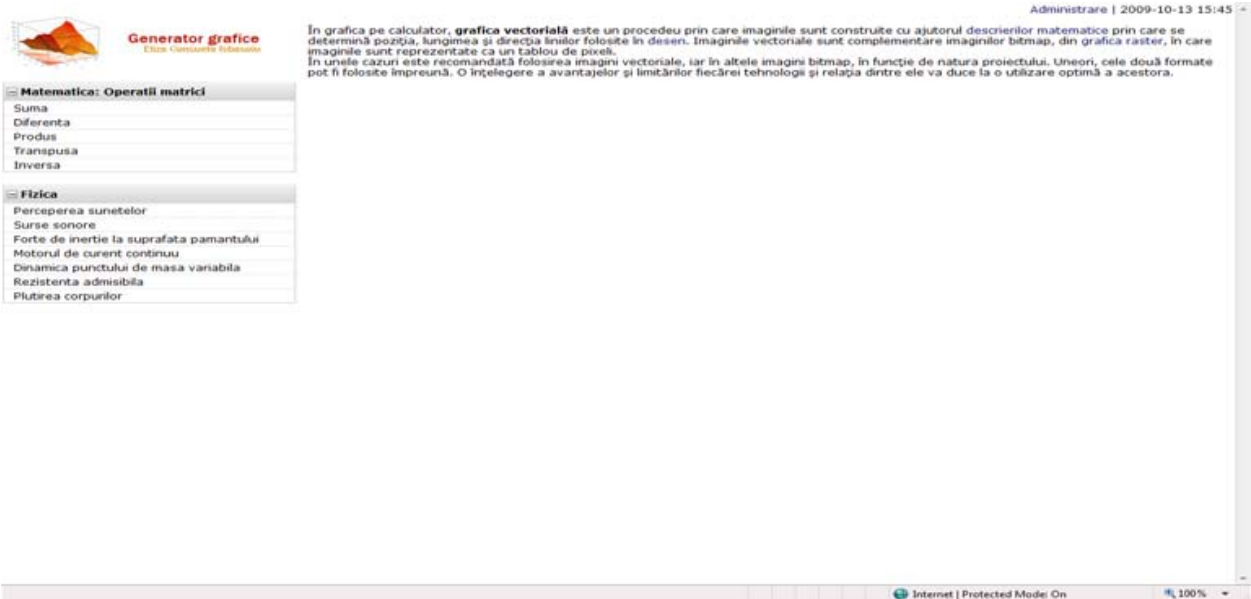 Administrare | 2009-10-13 15:45
Generator grafice
În grafica pe calculator, grafica vectorială este un procedeu prin care imaginile sunt construite cu ajutorul descrierilor matematice prin care se
determină poziția, lungimea și direcția liniilor folosite în desen. Imaginile vectoriale sunt complementare imaginilor bitmap, din grafica raster, în care
imaginile sunt reprezentate ca un tablou de pixeli.
În unele cazuri este recomandată folosirea imagini vectoriale, iar în altele imagini bitmap, în funcție de natura proiectului. Uneori, cele două formate
pot fi folosite împreună. O înțelegere a avantajelor și limitărilor fiecărei tehnologii și relația dintre ele va duce la o utilizare optimă a acestora.
Matematica: Operatii matrici
Suma
Diferenta
Produs
Transpusa
Inversa
Fizica
Perceperea sunetelor
Surse sonore
Forte de inertie la suprafata pamantului
Motorul de curent continuu
Dinamica punctului de masa variabila
Rezistenta admisibila
Plutirea corpurilor
Internet | Protected Mode: On
100%